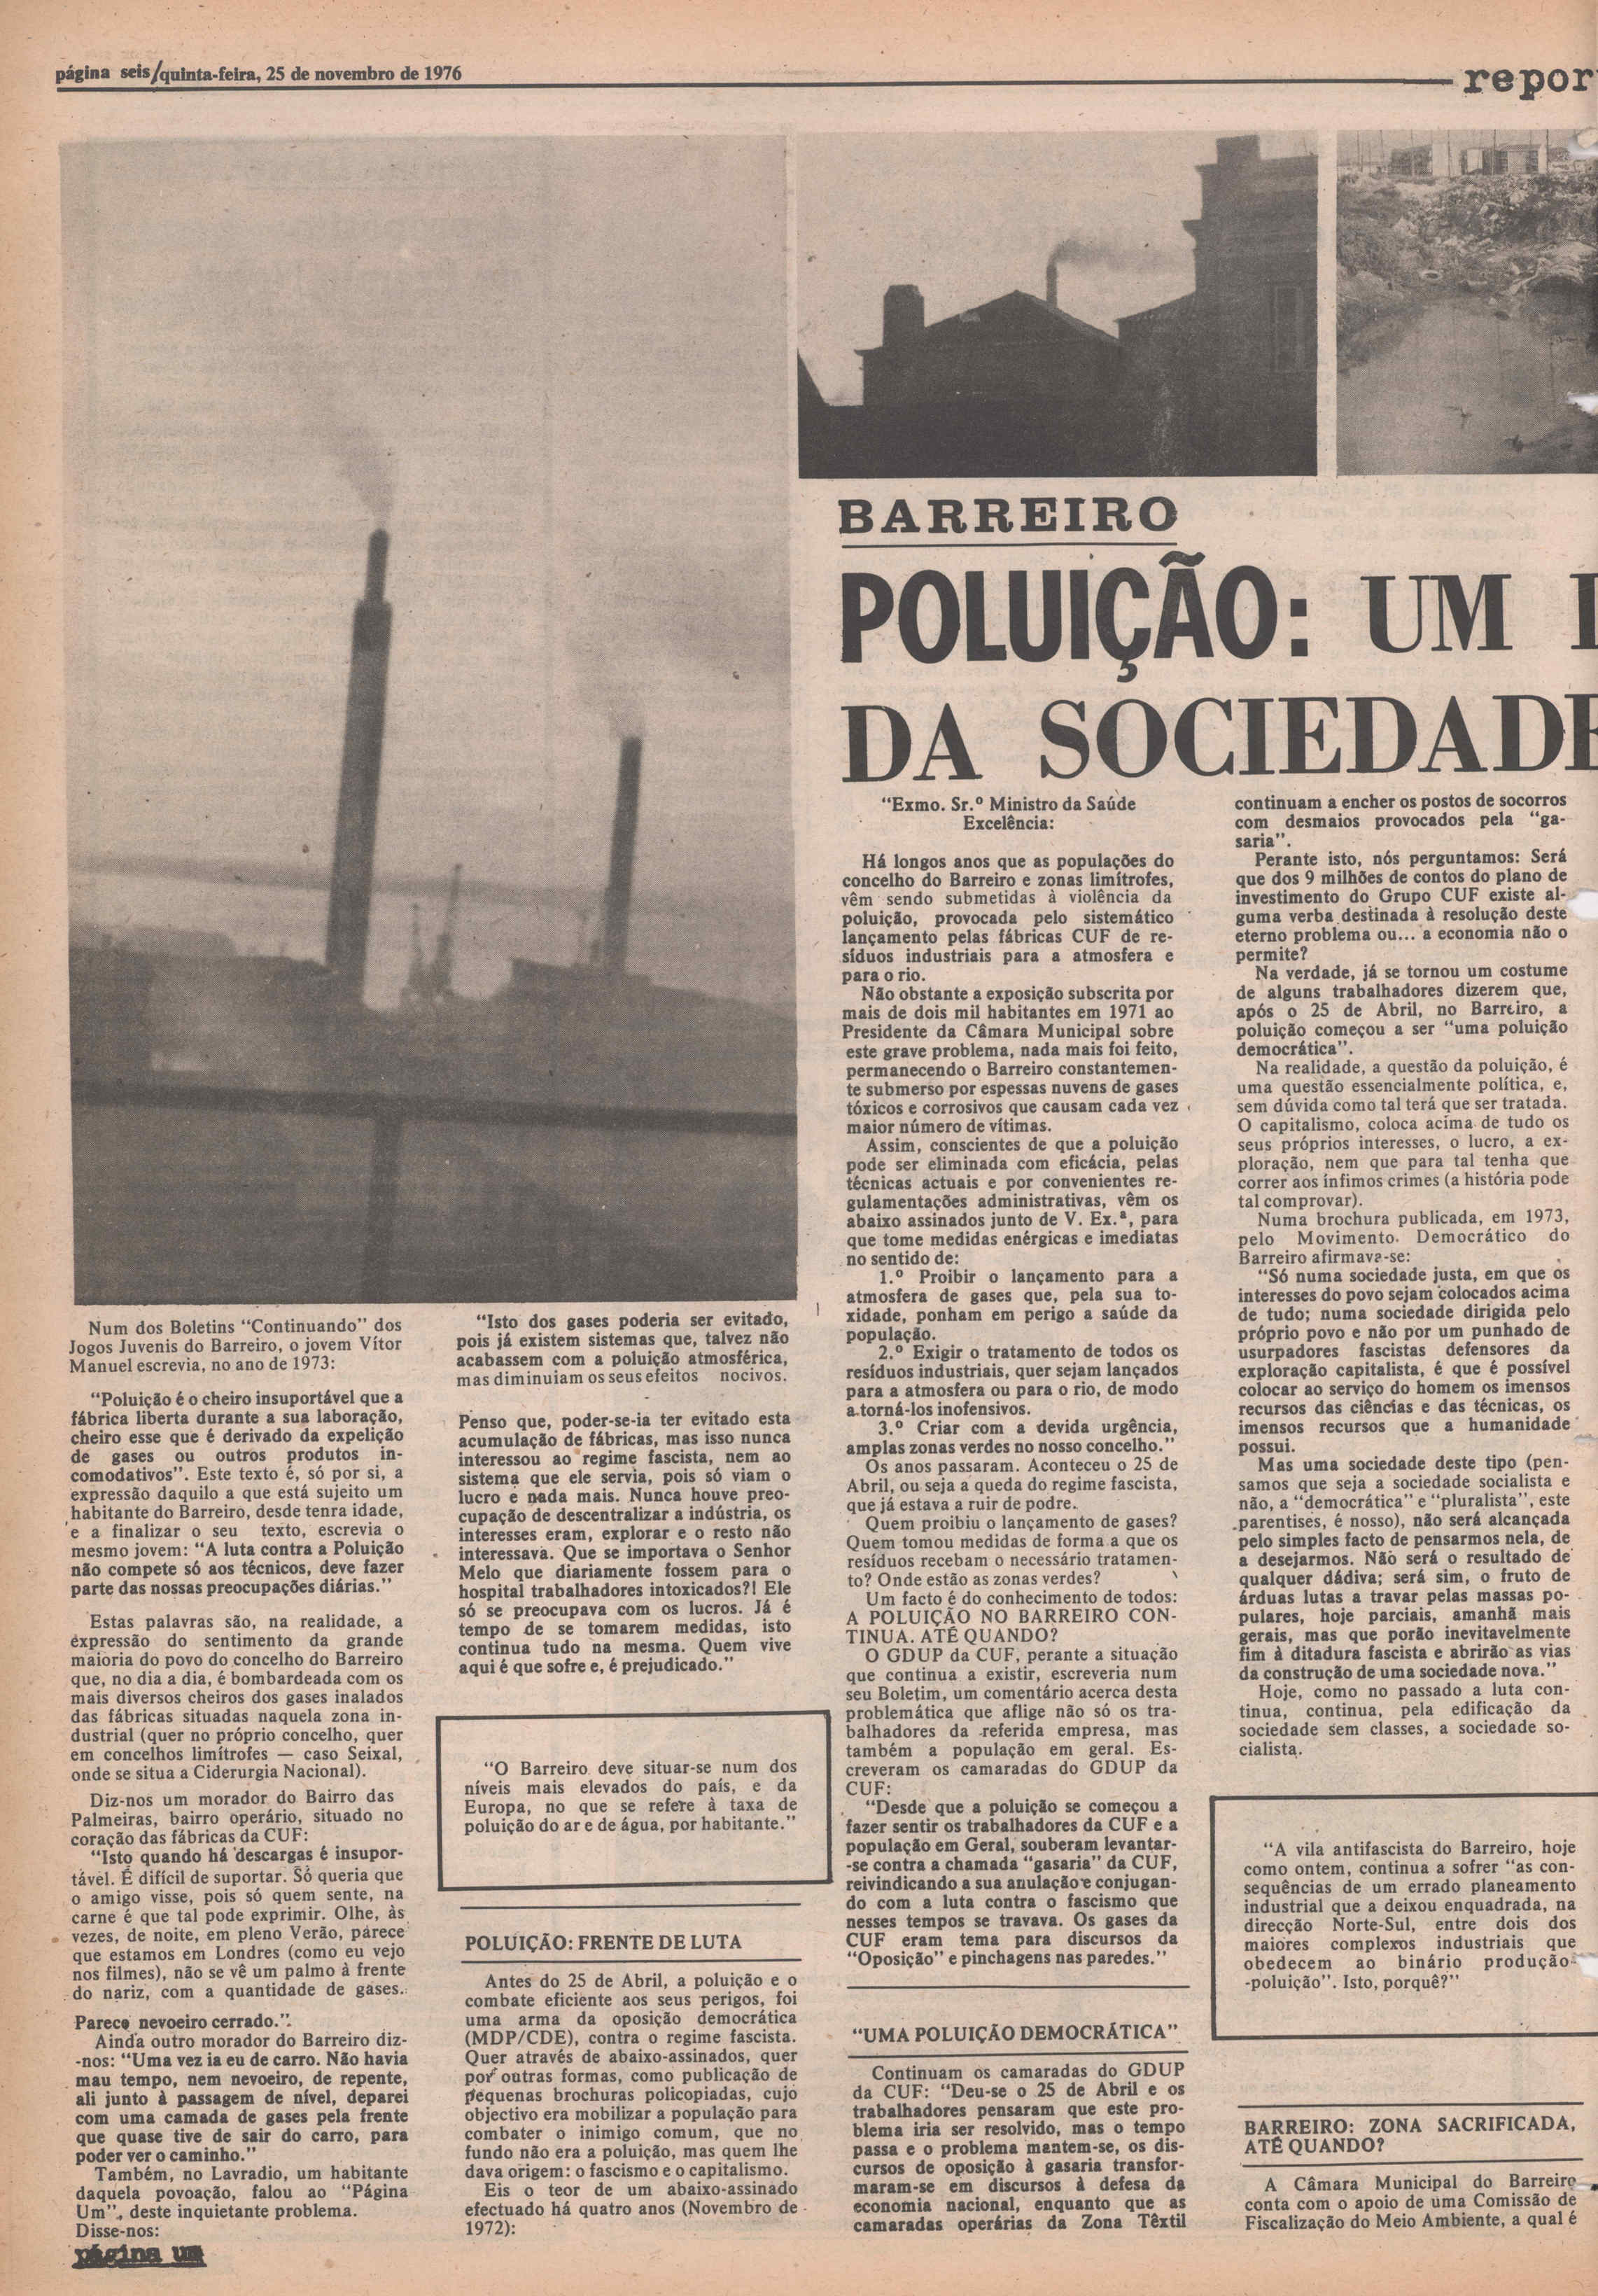 página seis/quinta-feira, 25 de novembro de 1976
repor
BARREIRO
POLUIÇÃO: UM
DA SOCIEDADE
Num dos Boletins "Continuando" dos
Jogos Juvenis do Barreiro, o jovem Vítor
Manuel escrevia, no ano de 1973:
"Poluição é o cheiro insuportável que a
fábrica liberta durante a sua laboração,
cheiro esse que é derivado da expelição
de gases ou outros produtos in-
comodativos". Este texto é, só por si, a
expressão daquilo a que está sujeito um
habitante do Barreiro, desde tenra idade,
e a finalizar o seu texto, escrevia o
mesmo jovem: "A luta contra a Poluição
não compete só aos técnicos, deve fazer
parte das nossas preocupações diárias."
Estas palavras são, na realidade, a
expressão do sentimento da grande
maioria do povo do concelho do Barreiro
que, no dia a dia, é bombardeada com os
mais diversos cheiros dos gases inalados
das fábricas situadas naquela zona in-
dustrial (quer no próprio concelho, quer
em concelhos limítrofes — caso Seixal,
onde se situa a Ciderurgia Nacional).
Diz-nos um morador do Bairro das
Palmeiras, bairro operário, situado no
coração das fábricas da CUF:
"Isto quando há descargas é insupor-
tável. É difícil de suportar. Só queria que
o amigo visse, pois só quem sente, na
carne é que tal pode exprimir. Olhe, às
vezes, de noite, em pleno Verão, parece
que estamos em Londres (como eu vejo
nos filmes), não se vê um palmo à frente
do nariz, com a quantidade de gases.
Parece nevoeiro cerrado.".
Ainda outro morador do Barreiro diz-
-nos: "Uma vez ia eu de carro. Não havia
mau tempo, nem nevoeiro, de repente,
ali junto à passagem de nível, deparei
com uma camada de gases pela frente
que quase tive de sair do carro, para
poder ver o caminho."
Também, no Lavradio, um habitante
daquela povoação, falou ao "Página
Um", deste inquietante problema.
Disse-nos:
página um
"Isto dos gases poderia ser evitado,
pois já existem sistemas que, talvez não
acabassem com a poluição atmosférica,
mas diminuiam os seus efeitos nocivos.
Penso que, poder-se-ia ter evitado esta
acumulação de fábricas, mas isso nunca
interessou ao regime fascista, nem ao
sistema que ele servia, pois só viam o
lucro e nada mais. Nunca houve preo-
cupação de descentralizar a indústria, os
interesses eram, explorar e o resto não
interessava. Que se importava o Senhor
Melo que diariamente fossem para o
hospital trabalhadores intoxicados?! Ele
só se preocupava com os lucros. Já é
tempo de se tomarem medidas, isto
continua tudo na mesma. Quem vive
aqui é que sofre e, é prejudicado."
"O Barreiro deve situar-se num dos
níveis mais elevados do país, e da
Europa, no que se refere à taxa de
poluição do ar e de água, por habitante."
POLUIÇÃO: FRENTE DE LUTA
Antes do 25 de Abril, a poluição e o
combate eficiente aos seus perigos, foi
uma arma da oposição democrática
(MDP/CDE), contra o regime fascista.
Quer através de abaixo-assinados, quer
por outras formas, como publicação de
pequenas brochuras policopiadas, cujo
objectivo era mobilizar a população para
combater o inimigo comum, que no
fundo não era a poluição, mas quem lhe
dava origem: o fascismo e o capitalismo.
Eis o teor de um abaixo-assinado
efectuado há quatro anos (Novembro de
1972):
"Exmo. Sr.º Ministro da Saúde
Excelência:
Há longos anos que as populações do
concelho do Barreiro e zonas limítrofes,
vêm sendo submetidas à violência da
poluição, provocada pelo sistemático
lançamento pelas fábricas CUF de re-
síduos industriais para a atmosfera e
para o rio.
Não obstante a exposição subscrita por
mais de dois mil habitantes em 1971 ao
Presidente da Câmara Municipal sobre
este grave problema, nada mais foi feito,
permanecendo o Barreiro constantemen-
te submerso por espessas nuvens de gases
tóxicos e corrosivos que causam cada vez
maior número de vítimas.
Assim, conscientes de que a poluição
pode ser eliminada com eficácia, pelas
técnicas actuais e por convenientes re-
gulamentações administrativas, vêm os
abaixo assinados junto de V. Ex.ª, para
que tome medidas enérgicas e imediatas
no sentido de:
1.º Proibir o lançamento para a
atmosfera de gases que, pela sua to-
xidade, ponham em perigo a saúde da
população.
2.º Exigir o tratamento de todos os
resíduos industriais, quer sejam lançados
para a atmosfera ou para o rio, de modo
a torná-los inofensivos.
3.º Criar com a devida urgência,
amplas zonas verdes no nosso concelho."
Os anos passaram. Aconteceu o 25 de
Abril, ou seja a queda do regime fascista,
que já estava a ruir de podre.
Quem proibiu o lançamento de gases?
Quem tomou medidas de forma a que os
resíduos recebam o necessário tratamen-
to? Onde estão as zonas verdes?
Um facto é do conhecimento de todos:
A POLUIÇÃO NO BARREIRO CON-
TINUA. ATÉ QUANDO?
O GDUP da CUF, perante a situação
que continua a existir, escreveria num
seu Boletim, um comentário acerca desta
problemática que aflige não só os tra-
balhadores da referida empresa, mas
também a população em geral. Es-
creveram os camaradas do GDUP da
CUF:
"Desde que a poluição se começou a
fazer sentir os trabalhadores da CUF e a
população em Geral, souberam levantar-
-se contra a chamada "gasaria" da CUF,
reivindicando a sua anulação e conjugan-
do com a luta contra o fascismo que
nesses tempos se travava. Os gases da
CUF eram tema para discursos da
"Oposição" e pinchagens nas paredes."
"UMA POLUIÇÃO DEMOCRÁTICA"
Continuam os camaradas do GDUP
da CUF: "Deu-se o 25 de Abril e os
trabalhadores pensaram que este pro-
blema iria ser resolvido, mas o tempo
passa e o problema mantem-se, os dis-
cursos de oposição à gasaria transfor-
maram-se em discursos à defesa da
economia nacional, enquanto que as
camaradas operárias da Zona Têxtil
continuam a encher os postos de socorros
com desmaios provocados pela "ga-
saria".
Perante isto, nós perguntamos: Será
que dos 9 milhões de contos do plano de
investimento do Grupo CUF existe al-
guma verba destinada à resolução deste
eterno problema ou... a economia não o
permite?
Na verdade, já se tornou um costume
de alguns trabalhadores dizerem que,
após o 25 de Abril, no Barreiro, a
poluição começou a ser "uma poluição
democrática".
Na realidade, a questão da poluição, é
uma questão essencialmente política, e,
sem dúvida como tal terá que ser tratada.
O capitalismo, coloca acima de tudo os
seus próprios interesses, o lucro, a ex-
ploração, nem que para tal tenha que
correr aos ínfimos crimes (a história pode
tal comprovar).
Numa brochura publicada, em 1973,
pelo Movimento. Democrático do
Barreiro afirmava-se:
"Só numa sociedade justa, em que os
interesses do povo sejam colocados acima
de tudo; numa sociedade dirigida pelo
próprio povo e não por um punhado de
usurpadores fascistas defensores da
exploração capitalista, é que é possível
colocar ao serviço do homem os imensos
recursos das ciências e das técnicas, os
imensos recursos que a humanidade
possui.
Mas uma sociedade deste tipo (pen-
samos que seja a sociedade socialista e
não, a "democrática" e "pluralista", este
parentises, é nosso), não será alcançada
pelo simples facto de pensarmos nela, de
a desejarmos. Não será o resultado de
qualquer dádiva; será sim, o fruto de
árduas lutas a travar pelas massas po-
pulares, hoje parciais, amanhã mais
gerais, mas que porão inevitavelmente
fim à ditadura fascista e abrirão as vias
da construção de uma sociedade nova."
Hoje, como no passado a luta con-
tinua, continua, pela edificação da
sociedade sem classes, a sociedade so-
cialista.
"A vila antifascista do Barreiro, hoje
como ontem, continua a sofrer "as con-
sequências de um errado planeamento
industrial que a deixou enquadrada, na
direcção Norte-Sul, entre dois dos
maiores complexos industriais que
obedecem ao binário produção-
-poluição". Isto, porquê?"
BARREIRO: ZONA SACRIFICADA,
ATÉ QUANDO?
A Câmara Municipal do Barreiro
conta com o apoio de uma Comissão de
Fiscalização do Meio Ambiente, a qual é